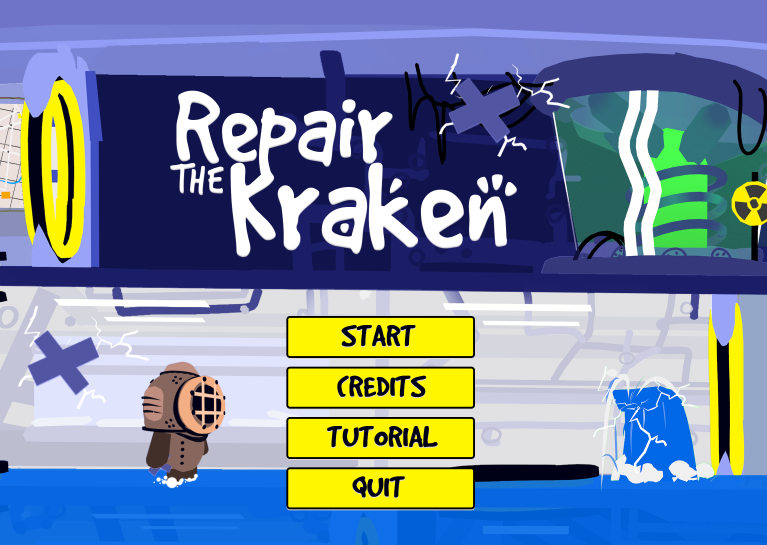 Repair
THE
Kraken
START
CREDITS
TUTORIAL
QUIT